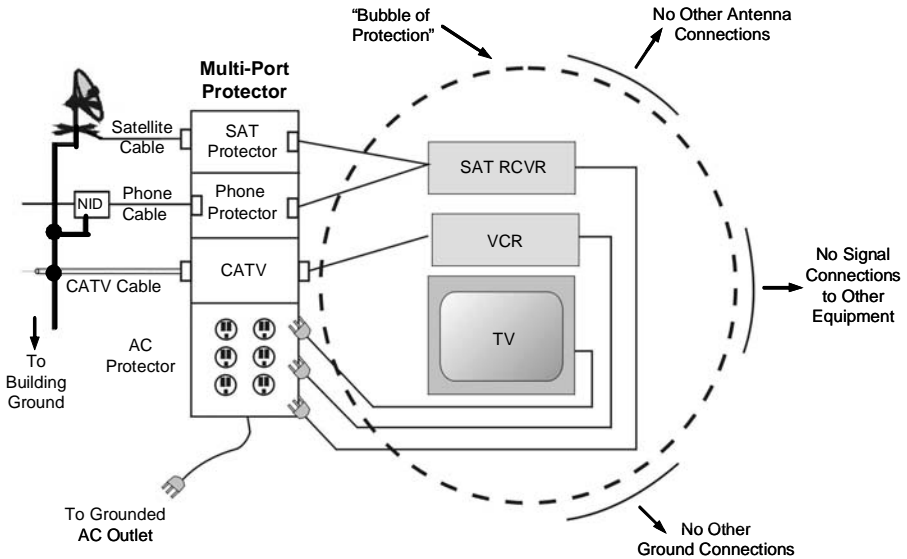 “Bubble of
Protection”
No Other Antenna
Connections
Multi-Port
Protector
Satellite
Cable
SAT
Protector
SAT RCVR
NID
Phone
Cable
Phone
Protector
VCR
CATV
CATV Cable
No Signal
Connections
to Other
Equipment
TV
AC
Protector
To
Building
Ground
To Grounded
AC Outlet
No Other
Ground Connections